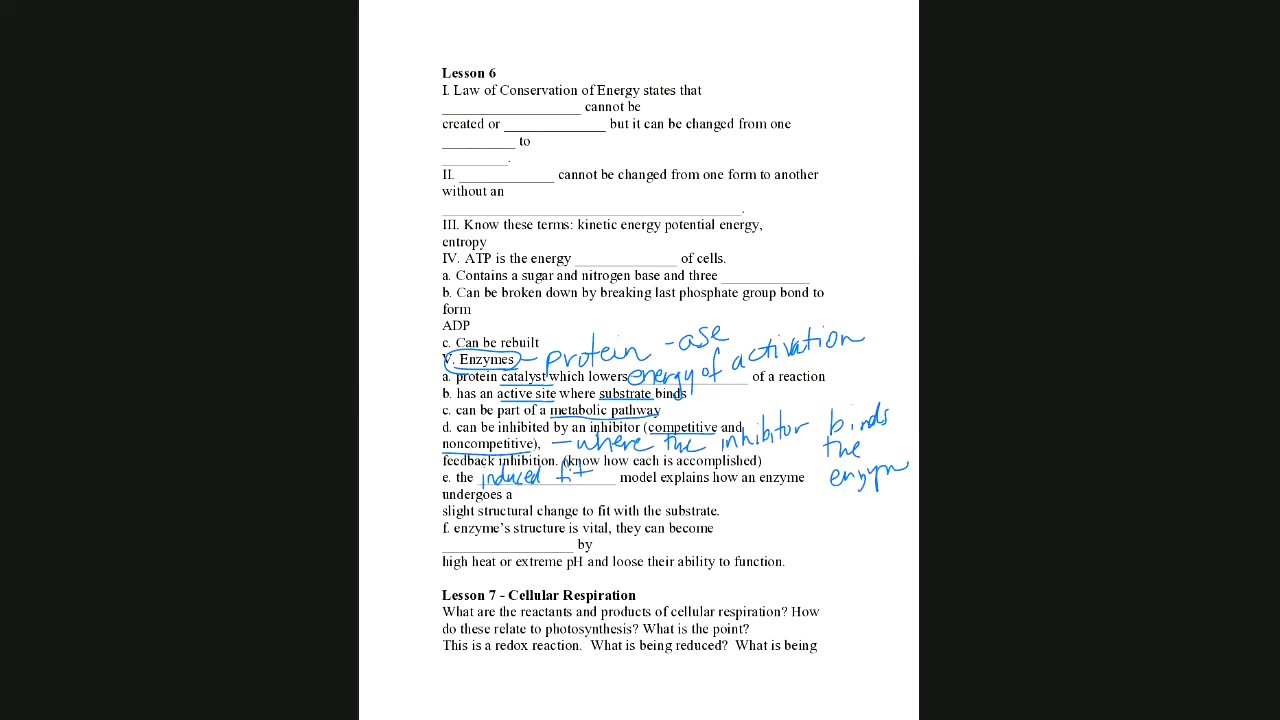 Lesson 6
I. Law of Conservation of Energy states that
____________________ cannot be
created or ______________ but it can be changed from one
__________ to
_________.
II. _____________ cannot be changed from one form to another
without an
_________________________________________.
III. Know these terms: kinetic energy potential energy,
entropy
IV. ATP is the energy ______________ of cells.
a. Contains a sugar and nitrogen base and three ____________
b. Can be broken down by breaking last phosphate group bond to
form
ADP
c. Can be rebuilt
V. Enzymes - protein -ase
a. protein catalyst which lowers energy of activation of a reaction
b. has an active site where substrate binds
c. can be part of a metabolic pathway
d. can be inhibited by an inhibitor (competitive and
noncompetitive), - where the inhibitor binds the enzym
feedback inhibition. (know how each is accomplished)
e. the induced fit model explains how an enzyme
undergoes a
slight structural change to fit with the substrate.
f. enzyme's structure is vital, they can become
__________________ by
high heat or extreme pH and loose their ability to function.
Lesson 7 - Cellular Respiration
What are the reactants and products of cellular respiration? How
do these relate to photosynthesis? What is the point?
This is a redox reaction. What is being reduced? What is being